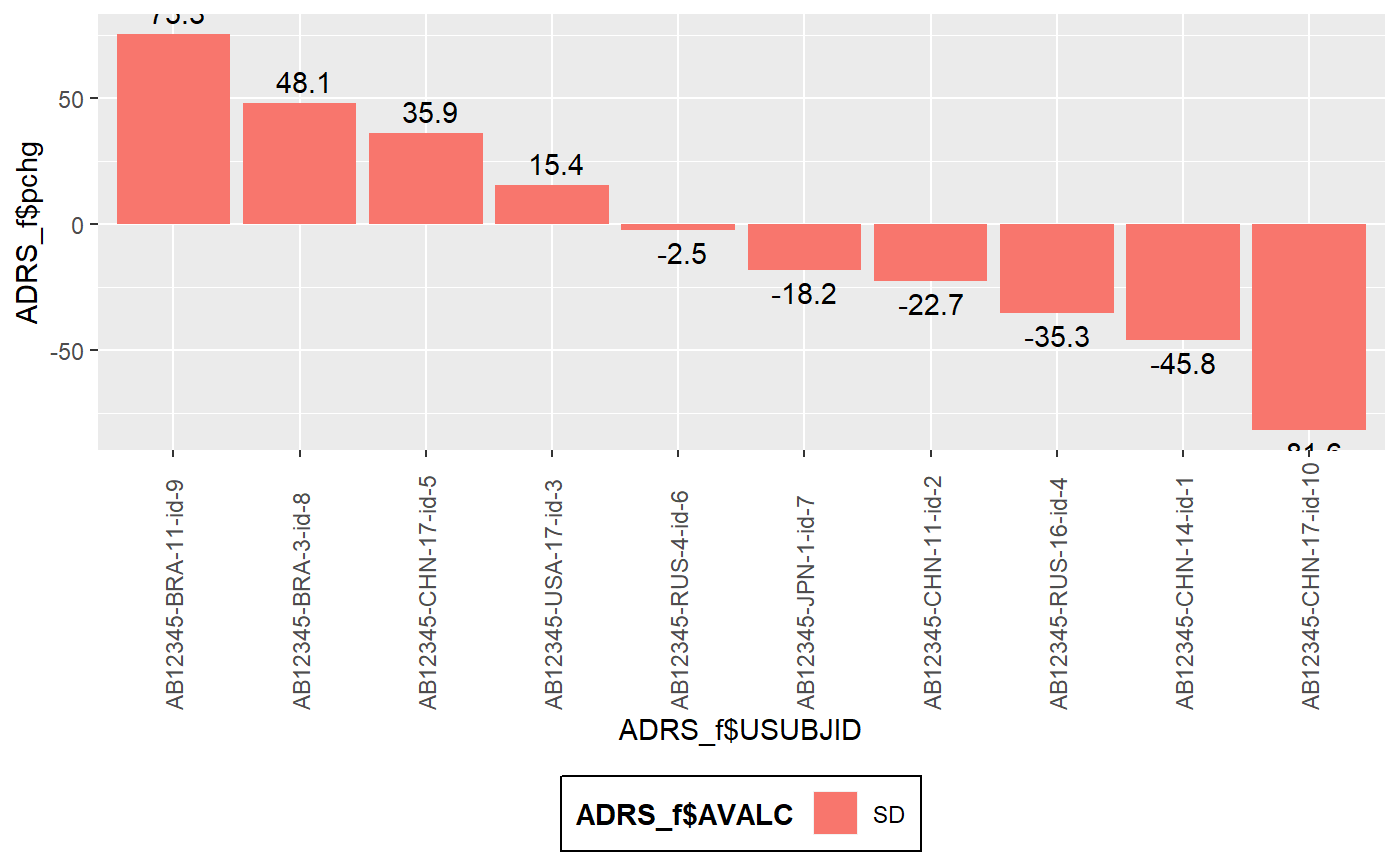 48.1
35.9
15.4
-2.5
-18.2
-22.7
-35.3
-45.8
50
0
-50
ADRS_f$pchg
AB12345-BRA-11-id-9
AB12345-BRA-3-id-8
AB12345-CHN-17-id-5
AB12345-USA-17-id-3
AB12345-RUS-4-id-6
AB12345-JPN-1-id-7
AB12345-CHN-11-id-2
AB12345-RUS-16-id-4
AB12345-CHN-14-id-1
AB12345-CHN-17-id-10
ADRS_f$USUBJID
ADRS_f$AVALC SD